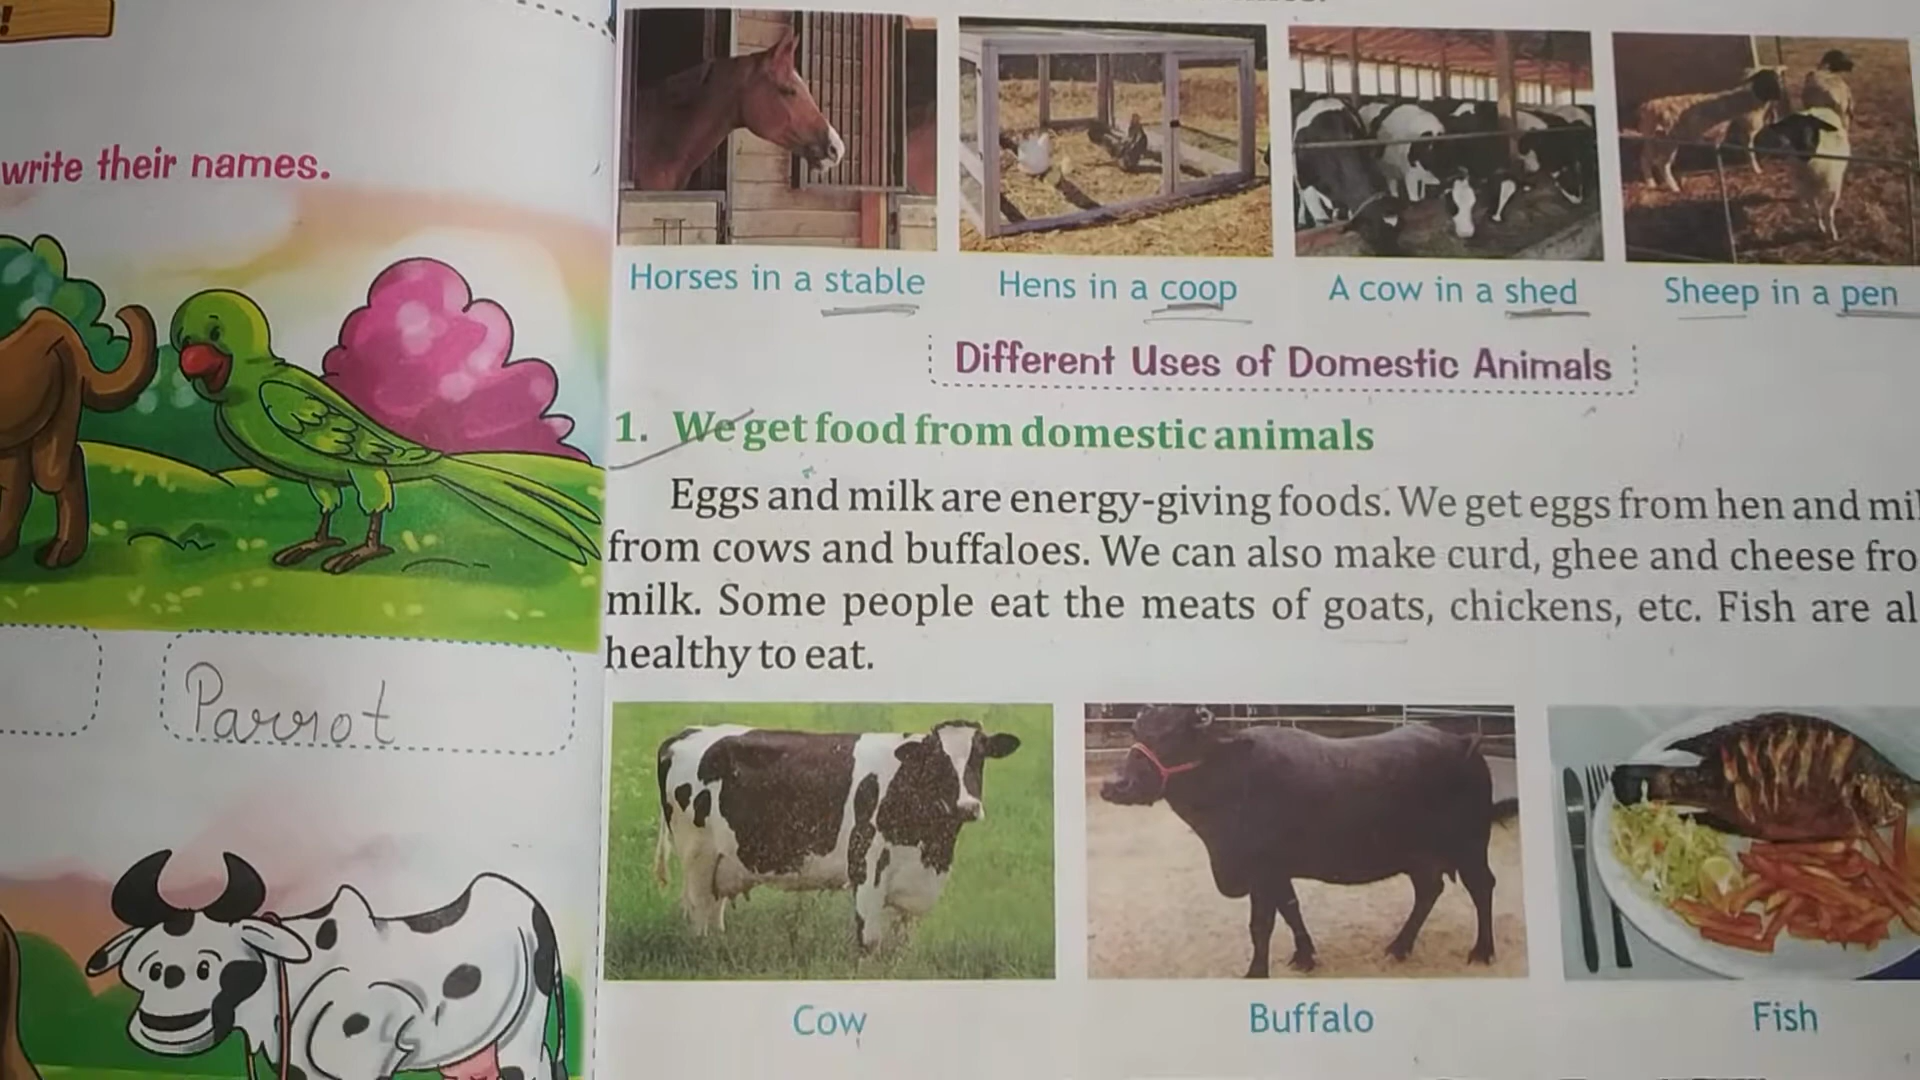 !
write their names.
Parrot
Horses in a stable
Hens in a coop
A cow in a shed
Sheep in a pen
Different Uses of Domestic Animals
1. We get food from domestic animals
Eggs and milk are energy-giving foods. We get eggs from hen and
from cows and buffaloes. We can also make curd, ghee and cheese
milk. Some people eat the meats of goats, chickens, etc. Fish are
healthy to eat.
Cow
Buffalo
Fish